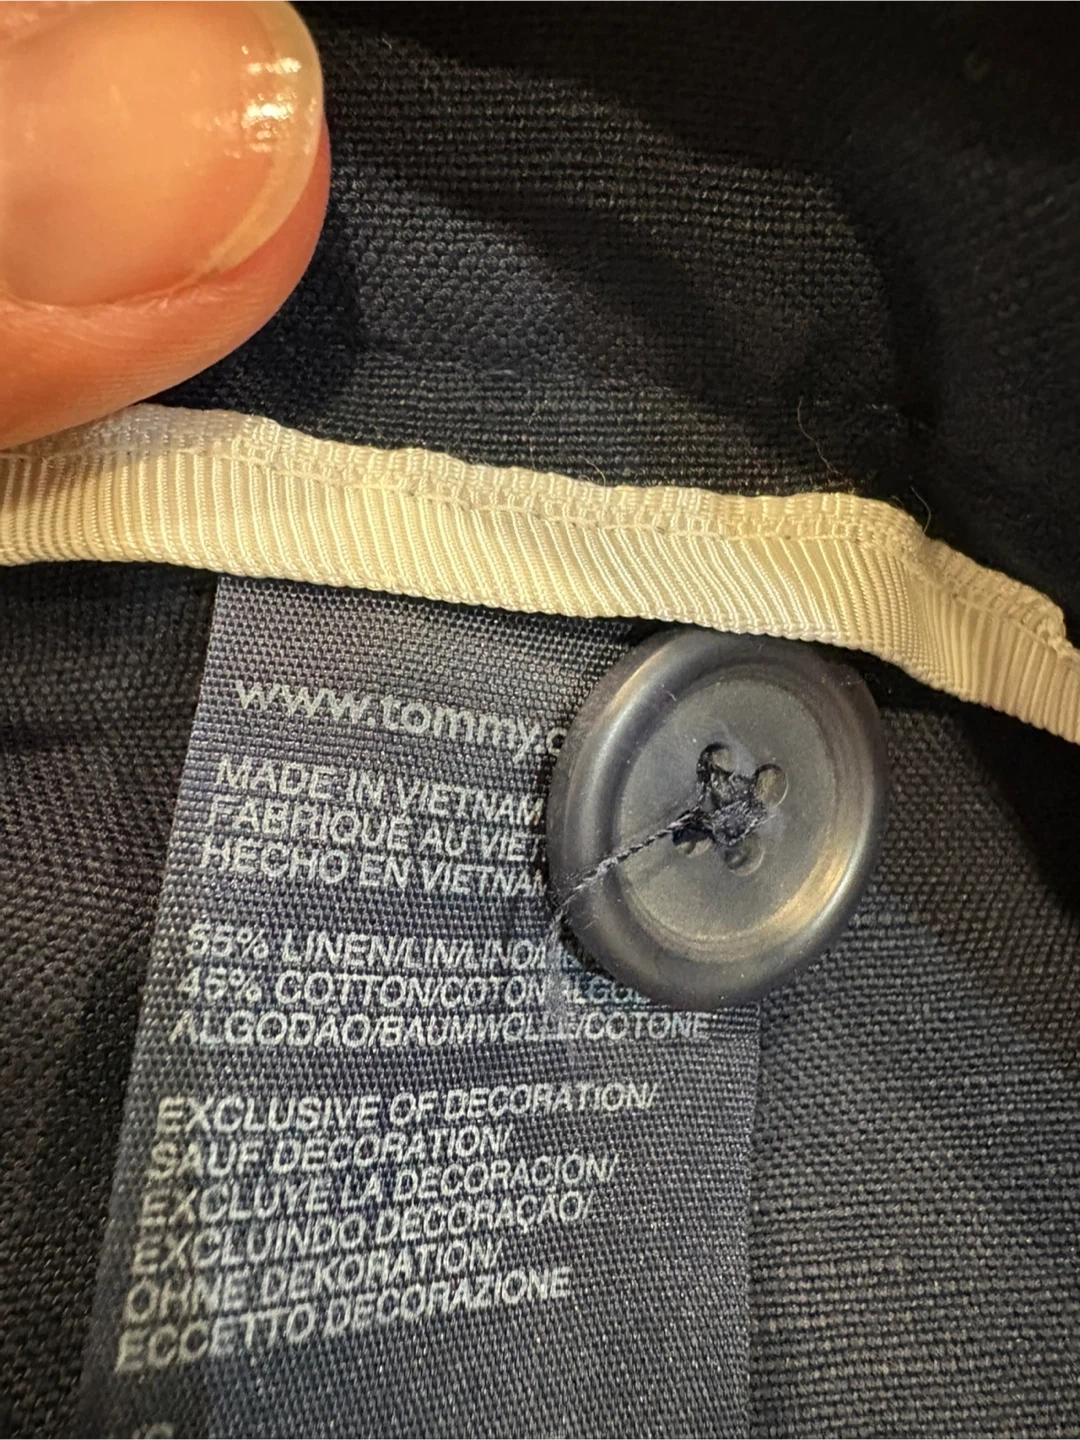 www.tommy.c
MADE IN VIETNAM
FABRIQUÉ AU VIE
HECHO EN VIETNAM
55% LINEN/LIN/LINO/
45% COTTON/COTON ALGOD
ALGODÃO/BAUMWOLLE/COTONE
EXCLUSIVE OF DECORATION/
SAUF DÉCORATION/
EXCLUYE LA DECORACIÓN/
EXCLUINDO DECORAÇÃO/
OHNE DEKORATION/
ECCETTO DECORAZIONE